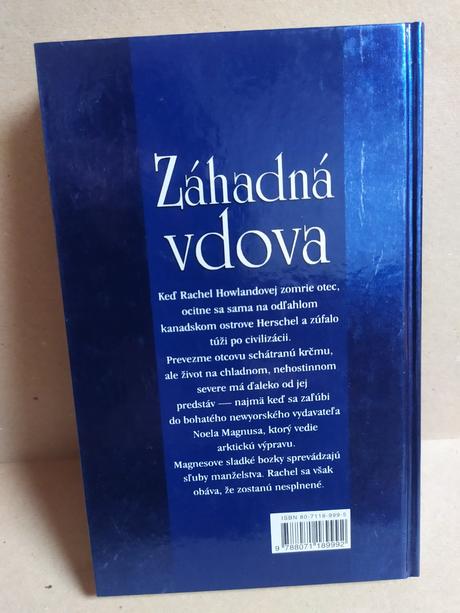 Záhadná
vdova
Keď Rachel Howlandovej zomrie otec,
ocitne sa sama na odľahlom
kanadskom ostrove Herschel a zúfalo
túži po civilizácii.
Prevezme otcovu schátranú krčmu,
ale život na chladnom, nehostinnom
severe má ďaleko od jej
predstáv — najmä keď sa zaľúbi
do bohatého newyorského vydavateľa
Noela Magnusa, ktorý vedie
arktickú výpravu.
Magnesove sladké bozky sprevádzajú
sľuby manželstva. Rachel sa však
obáva, že zostanú nesplnené.
ISBN 80-7118-999-5
9 788071 189992